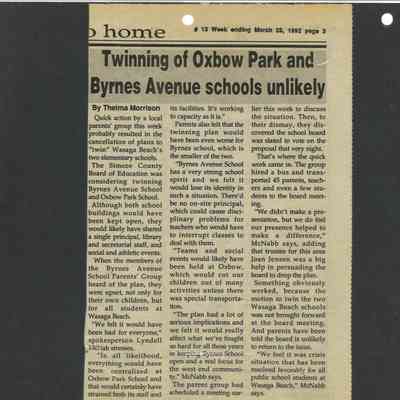 o home
# 13 Week ending March 28, 1992 page 3
Twinning of Oxbow Park and
Byrnes Avenue schools unlikely
By Thelma Morrison
Quick action by a local
parents' group this week
probably resulted in the
cancellation of plans to
"twin" Wasaga Beach's
two elementary schools.
The Simcoe County
Board of Education was
considering twinning
Byrnes Avenue School
and Oxbow Park School.
Although both school
buildings would have
been kept open, they
would likely have shared
a single principal, library
and secretarial staff, and
social and athletic events.
When the members of
the Byrnes Avenue
School Parents' Group
heard of the plan, they
were upset, not only for
their own children, but
for all students at
Wasaga Beach.
"We felt it would have
been bad for everyone,"
spokesperson Lyndell
McNabb stresses.
"In all likelihood,
everything would have
been centralized at
Oxbow Park School and
that would certainly have
strained both its staff and
its facilities. It's working
to capacity as it is."
Parents also felt that the
twinning plan would
have been even worse for
Byrnes school, which is
the smaller of the two.
"Byrnes Avenue School
has a very strong school
spirit and we felt it
would lose its identity in
such a situation. There'd
be no on-site principal,
which could cause disci-
plinary problems for
teachers who would have
to interrupt classes to
deal with them.
"Teams and social
events would likely have
been held at Oxbow,
which would cut our
children out of many
activities unless there
was special transporta-
tion.
"The plan had a lot of
serious implications and
we felt it would really
affect what we've fought
so hard for all these years
in keeping Byrnes School
open and a real focus for
the west-end communi-
ty," McNabb says.
The parent group had
scheduled a meeting ear-
lier this week to discuss
the situation. Then, to
their dismay, they dis-
covered the school board
was slated to vote on the
proposal that very night.
That's where the quick
work came in. The group
hired a bus and trans-
ported 45 parents, teach-
ers and even a few stu-
dents to the board meet-
ing.
"We didn't make a pre-
sentation, but we do feel
our presence helped to
make a difference,"
McNabb says, adding
that trustee for this area
Joan Jensen was a big
help in persuading the
board to drop the plan.
Something obviously
worked, because the
motion to twin the two
Wasaga Beach schools
was not brought forward
at the board meeting.
And parents have been
told the board is unlikely
to return to the issue.
"We feel it was crisis
situation that has been
resolved favorably for all
public school students at
Wasaga Beach," McNabb
says.